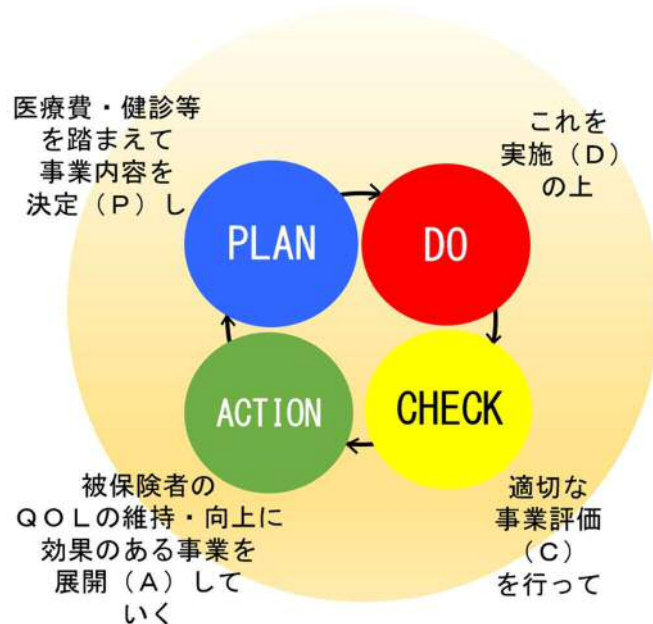 医療費・健診等
を踏まえて
事業内容を
決定（Ｐ）し
これを
実施（Ｄ）
の上
PLAN
DO
ACTION
CHECK
被保険者の
ＱＯＬの維持・向上に
効果のある事業を
展開（Ａ）して
いく
適切な
事業評価
（Ｃ）
を行って